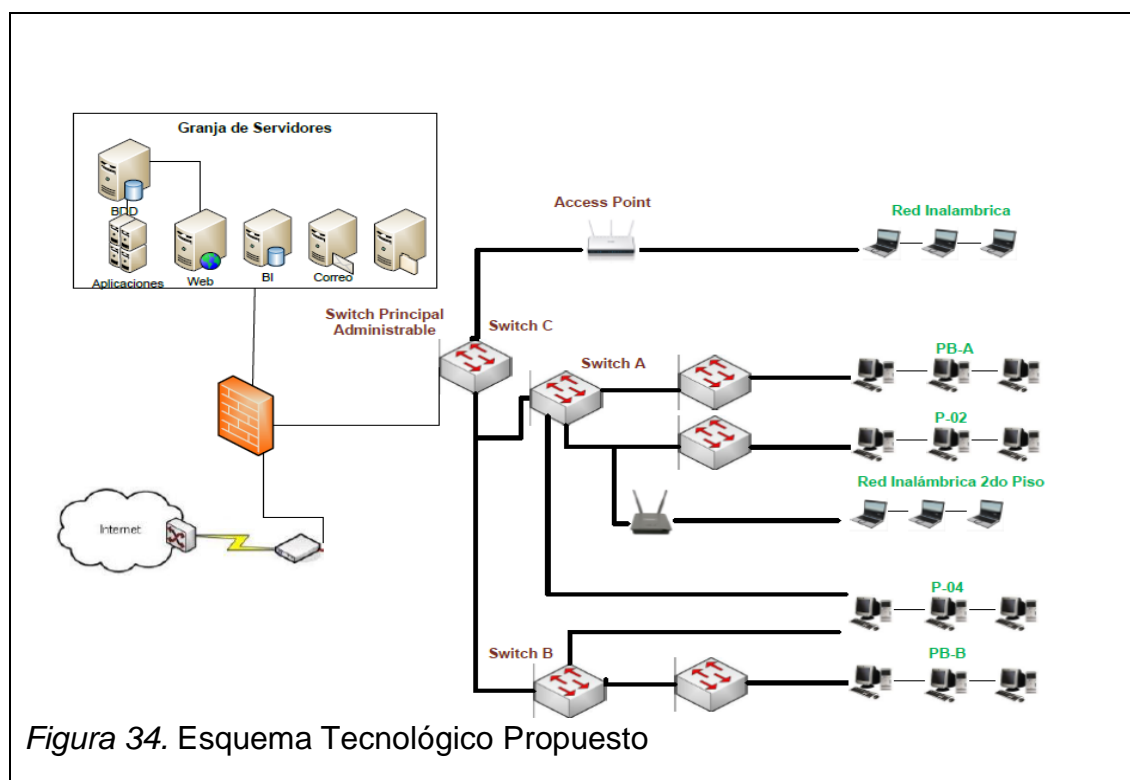 Granja de Servidores
BDD
Aplicaciones
Web
BI
Correo
Access Point
Red Inalambrica
Switch Principal
Administrable
Switch C
Switch A
PB-A
P-02
Red Inalámbrica 2do Piso
Internet
P-04
Switch B
PB-B
Figura 34. Esquema Tecnológico Propuesto